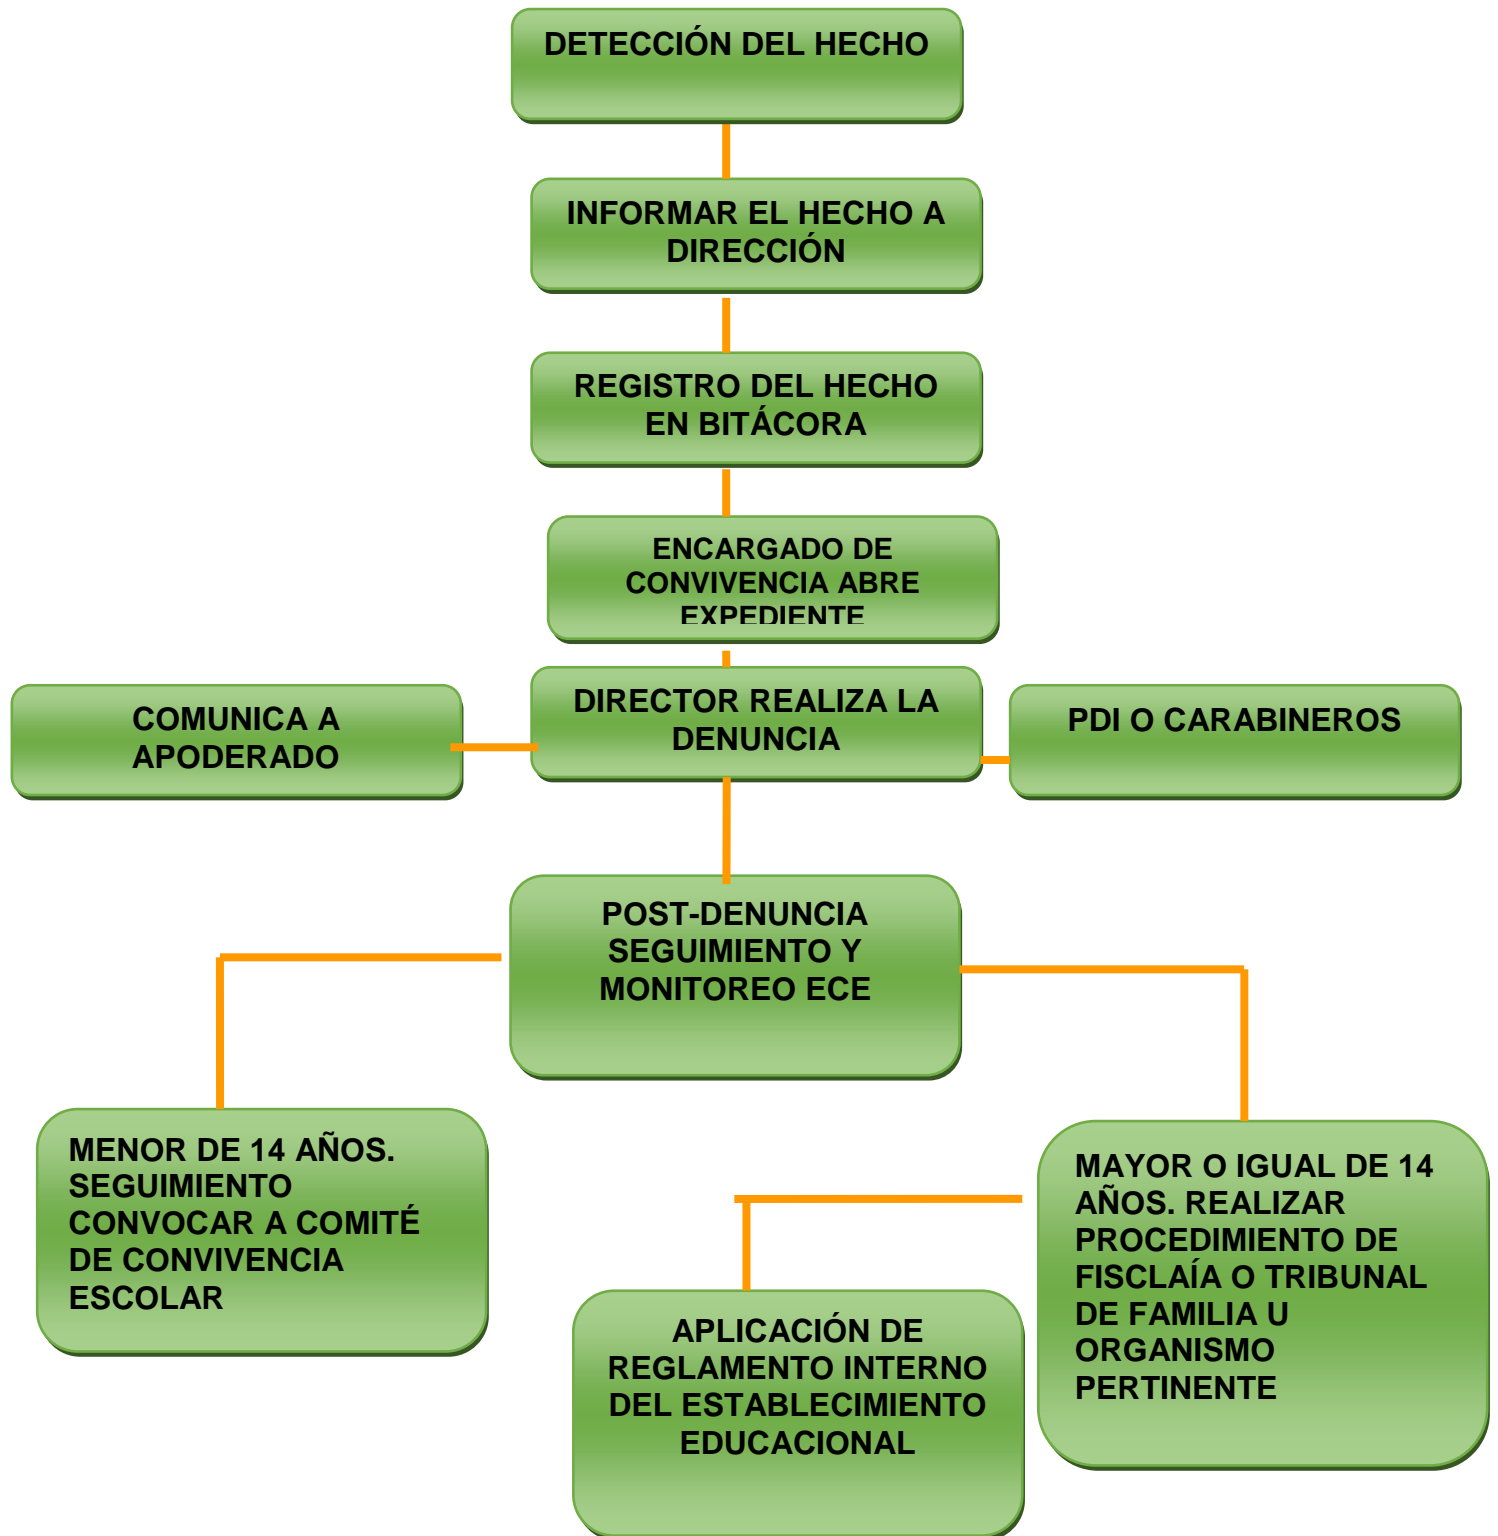 DETECCIÓN DEL HECHO
INFORMAR EL HECHO A
DIRECCIÓN
REGISTRO DEL HECHO
EN BITÁCORA
ENCARGADO DE
CONVIVENCIA ABRE
EXPEDIENTE
COMUNICA A
APODERADO
DIRECTOR REALIZA LA
DENUNCIA
PDI O CARABINEROS
POST-DENUNCIA
SEGUIMIENTO Y
MONITOREO ECE
MENOR DE 14 AÑOS.
SEGUIMIENTO
CONVOCAR A COMITÉ
DE CONVIVENCIA
ESCOLAR
MAYOR O IGUAL DE 14
AÑOS. REALIZAR
PROCEDIMIENTO DE
FISCLAÍA O TRIBUNAL
DE FAMILIA U
ORGANISMO
PERTINENTE
APLICACIÓN DE
REGLAMENTO INTERNO
DEL ESTABLECIMIENTO
EDUCACIONAL